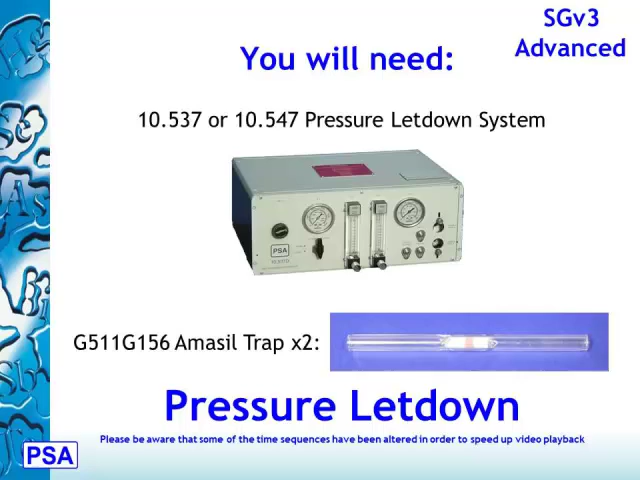 SGv3
Advanced
You will need:
10.537 or 10.547 Pressure Letdown System
PSA
G511G156 Amasil Trap x2:
Pressure Letdown
Please be aware that some of the time sequences have been altered in order to speed up video playback
PSA